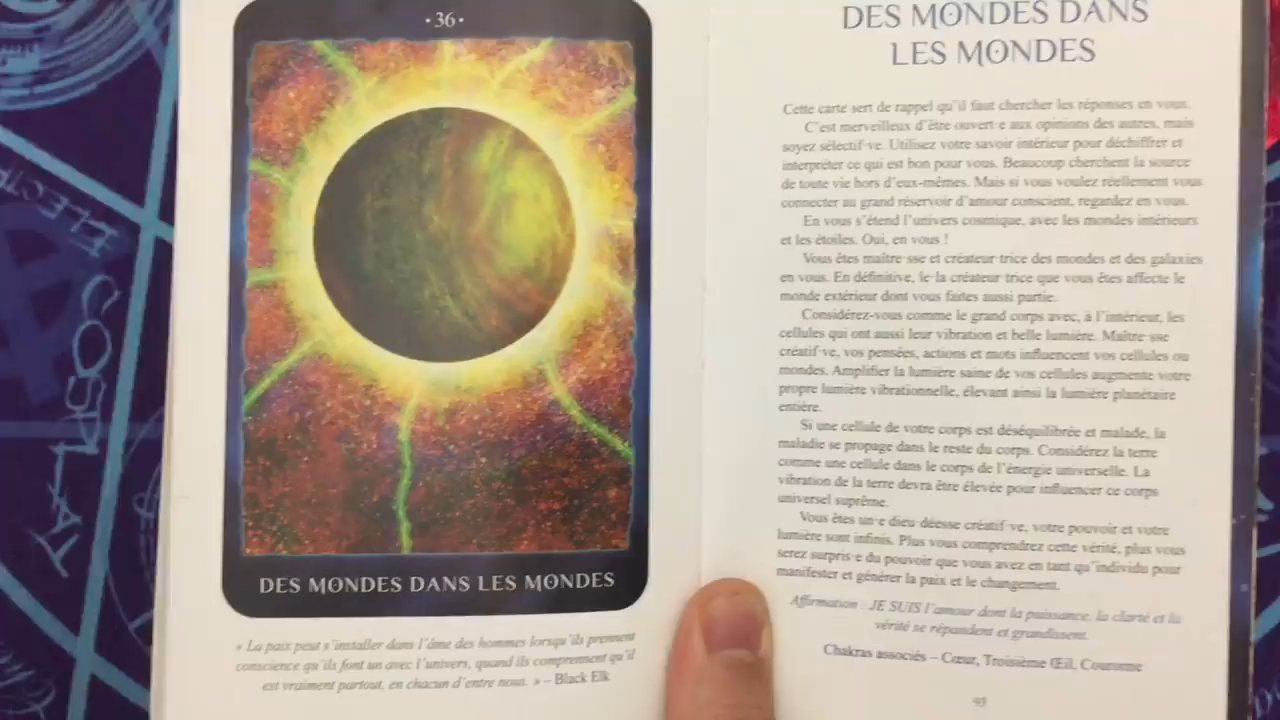 ·36·
DES MONDES DANS LES MONDES
« La paix peut s'installer dans l'âme des hommes lorsqu'ils prennent
conscience qu'ils font un avec l'univers, quand ils comprennent qu'il
est vraiment partout, en chacun d'entre nous. » – Black Elk
DES MONDES DANS
LES MONDES
Cette carte sert de rappel qu'il faut chercher les réponses en vous.
C'est merveilleux d'être ouvert·e aux opinions des autres, mais
soyez sélectif·ve. Utilisez votre savoir intérieur pour déchiffrer et
interpréter ce qui est bon pour vous. Beaucoup cherchent la source
de toute vie hors d'eux-mêmes. Mais si vous voulez réellement vous
connecter au grand réservoir d'amour conscient, regardez en vous.
En vous s'étend l'univers cosmique, avec les mondes intérieurs
et les étoiles. Oui, en vous !
Vous êtes maître·sse et créateur·trice des mondes et des galaxies
en vous. En définitive, le·la créateur·trice que vous êtes affecte le
monde extérieur dont vous faites aussi partie.
Considérez-vous comme le grand corps avec, à l'intérieur, les
cellules qui ont aussi leur vibration et belle lumière. Maître·sse
créatif·ve, vos pensées, actions et mots influencent vos cellules ou
mondes. Amplifier la lumière saine de vos cellules augmente votre
propre lumière vibrationnelle, élevant ainsi la lumière planétaire
entière.
Si une cellule de votre corps est déséquilibrée et malade, la
maladie se propage dans le reste du corps. Considérez la terre
comme une cellule dans le corps de l'énergie universelle. La
vibration de la terre devra être élevée pour influencer ce corps
universel suprême.
Vous êtes un·e dieu·déesse créatif·ve, votre pouvoir et votre
lumière sont infinis. Plus vous comprendrez cette vérité, plus vous
serez surpris·e du pouvoir que vous avez en tant qu'individu pour
manifester et générer la paix et le changement.
Affirmation : JE SUIS l'amour dont la puissance, la clarté et la
vérité se répandent et grandissent.
Chakras associés – Cœur, Troisième Œil, Couronne
93
COSPLAY